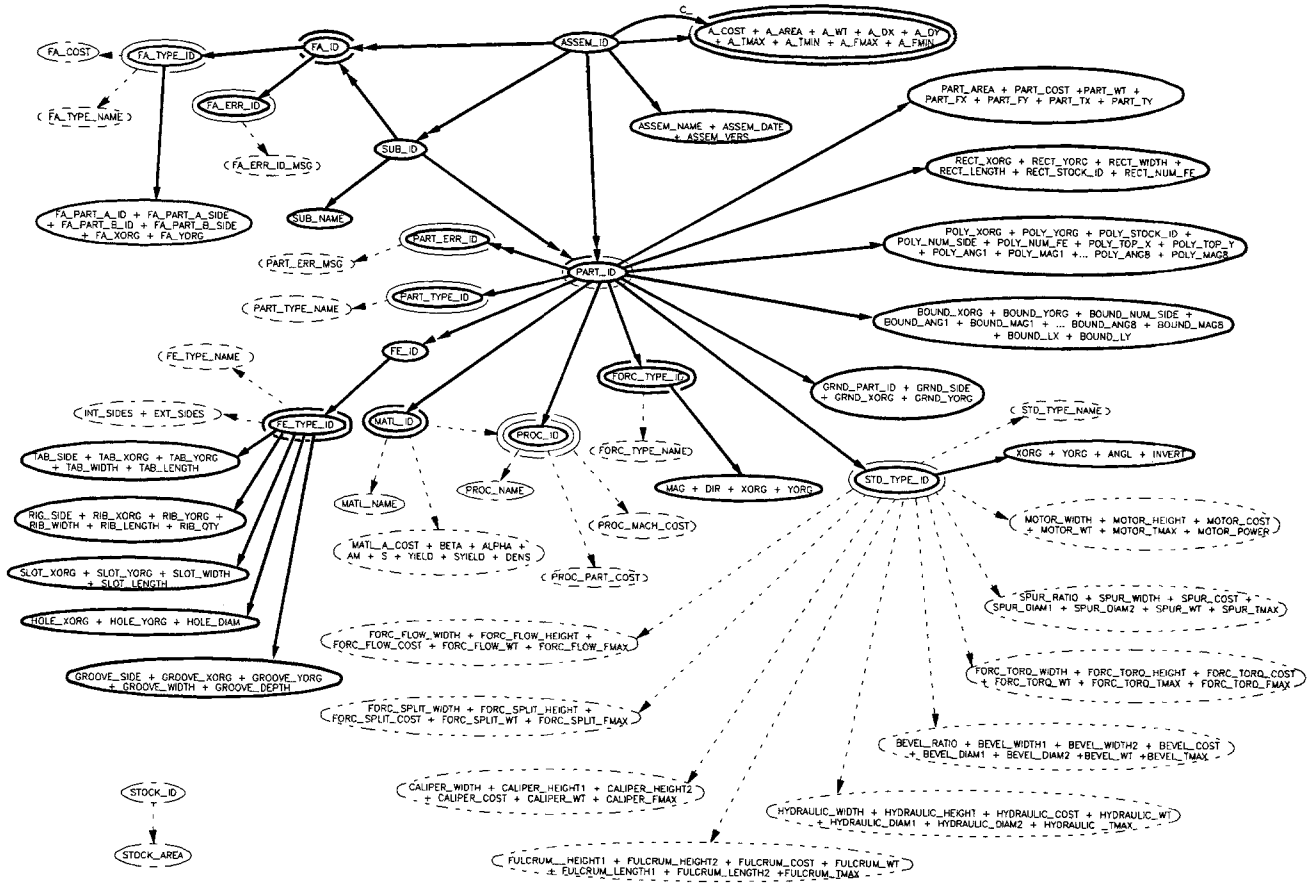 C_
A_COST + A_AREA + A_WT + A_DX + A_DY
+ A_TMAX + A_TMIN + A_FMAX + A_FMIN
FA_COST
FA_TYPE_ID
FA_ID
ASSEM_ID
FA_TYPE_NAME
FA_ERR_ID
PART_AREA + PART_COST +PART_WT +
PART_FX + PART_FY + PART_TX + PART_TY
ASSEM_NAME + ASSEM_DATE
+ ASSEM_VERS
SUB_ID
FA_ERR_ID_MSG
RECT_XORG + RECT_YORG + RECT_WIDTH +
RECT_LENGTH + RECT_STOCK_ID + RECT_NUM_FE
FA_PART_A_ID + FA_PART_A_SIDE
+ FA_PART_B_ID + FA_PART_B_SIDE
+ FA_XORG + FA_YORG
SUB_NAME
POLY_XORG + POLY_YORG + POLY_STOCK_ID +
POLY_NUM_SIDE + POLY_NUM_FE + POLY_TOP_X + POLY_TOP_Y
+ POLY_ANG1 + POLY_MAG1 +... POLY_ANG8 + POLY_MAG8
PART_ERR_ID
PART_ERR_MSG
PART_ID
PART_TYPE_ID
PART_TYPE_NAME
BOUND_XORG + BOUND_YORG + BOUND_NUM_SIDE +
BOUND_ANG1 + BOUND_MAG1 + ... BOUND_ANG8 + BOUND_MAG8
+ BOUND_LX + BOUND_LY
FE_TYPE_NAME
FE_ID
FORC_TYPE_ID
GRND_PART_ID + GRND_SIDE
+ GRND_XORG + GRND_YORG
INT_SIDES + EXT_SIDES
FE_TYPE_ID
MATL_ID
PROC_ID
STD_TYPE_NAME
FORC_TYPE_NAME
TAB_SIDE + TAB_XORG + TAB_YORG
+ TAB_WIDTH + TAB_LENGTH
XORG + YORG + ANGL + INVERT
STD_TYPE_ID
PROC_NAME
MAG + DIR + XORG + YORG
MATL_NAME
RIG_SIDE + RIB_XORG + RIB_YORG +
RIB_WIDTH + RIB_LENGTH + RIB_QTY
PROC_MACH_COST
MOTOR_WIDTH + MOTOR_HEIGHT + MOTOR_COST
+ MOTOR_WT + MOTOR_TMAX + MOTOR_POWER
MATL_A_COST + BETA + ALPHA +
AM + S + YIELD + SYIELD + DENS
SLOT_XORG + SLOT_YORG + SLOT_WIDTH
+ SLOT_LENGTH
PROC_PART_COST
SPUR_RATIO + SPUR_WIDTH + SPUR_COST +
SPUR_DIAM1 + SPUR_DIAM2 + SPUR_WT + SPUR_TMAX
HOLE_XORG + HOLE_YORG + HOLE_DIAM
FORC_FLOW_WIDTH + FORC_FLOW_HEIGHT +
FORC_FLOW_COST + FORC_FLOW_WT + FORC_FLOW_FMAX
GROOVE_SIDE + GROOVE_XORG + GROOVE_YORG
+ GROOVE_WIDTH + GROOVE_DEPTH
FORC_TORQ_WIDTH + FORC_TORQ_HEIGHT + FORC_TORQ_COST
+ FORC_TORQ_WT + FORC_TORQ_TMAX + FORC_TORQ_FMAX
FORC_SPLIT_WIDTH + FORC_SPLIT_HEIGHT +
FORC_SPLIT_COST + FORC_SPLIT_WT + FORC_SPLIT_FMAX
BEVEL_RATIO + BEVEL_WIDTH1 + BEVEL_WIDTH2 + BEVEL_COST
+ BEVEL_DIAM1 + BEVEL_DIAM2 +BEVEL_WT +BEVEL_TMAX
STOCK_ID
CALIPER_WIDTH + CALIPER_HEIGHT1 + CALIPER_HEIGHT2
+ CALIPER_COST + CALIPER_WT + CALIPER_FMAX
HYDRAULIC_WIDTH + HYDRAULIC_HEIGHT + HYDRAULIC_COST + HYDRAULIC_WT
+ HYDRAULIC_DIAM1 + HYDRAULIC_DIAM2 + HYDRAULIC _TMAX
STOCK_AREA
FULCRUM__HEIGHT1 + FULCRUM_HEIGHT2 + FULCRUM_COST + FULCRUM_WT
+ FULCRUM_LENGTH1 + FULCRUM_LENGTH2 +FULCRUM_TMAX